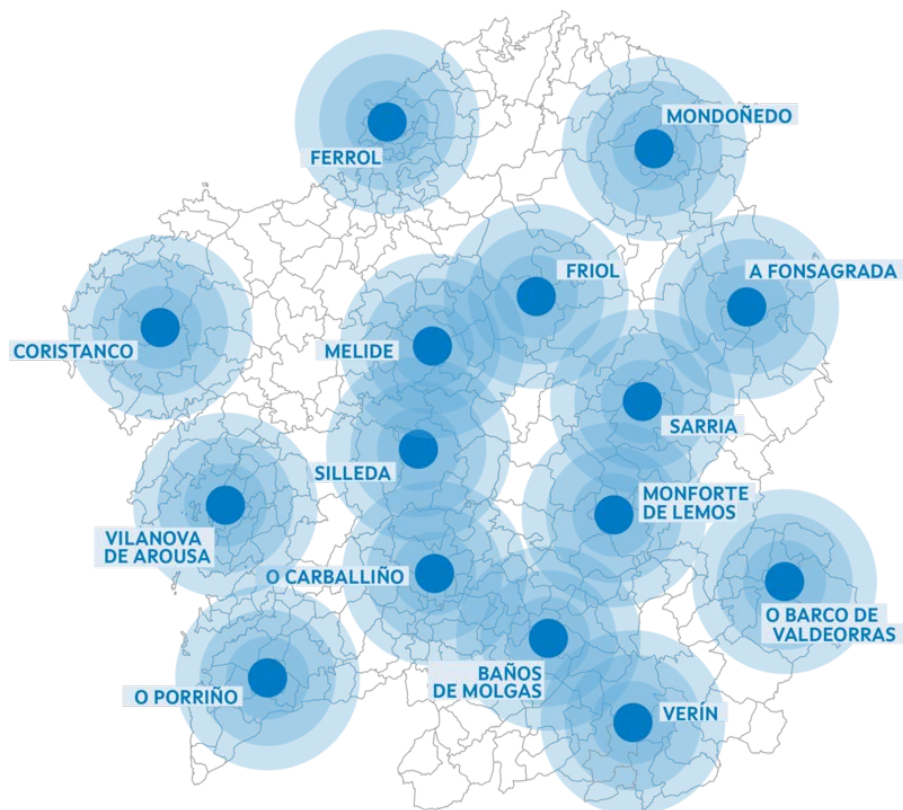 MONDOÑEDO
FERROL
FRIOL
A FONSAGRADA
CORISTANCO
MELIDE
SARRIA
SILLEDA
MONFORTE
DE LEMOS
VILANOVA
DE AROUSA
O CARBALLIÑO
O BARCO DE
VALDEORRAS
BAÑOS
DE MOLGAS
O PORRIÑO
VERÍN